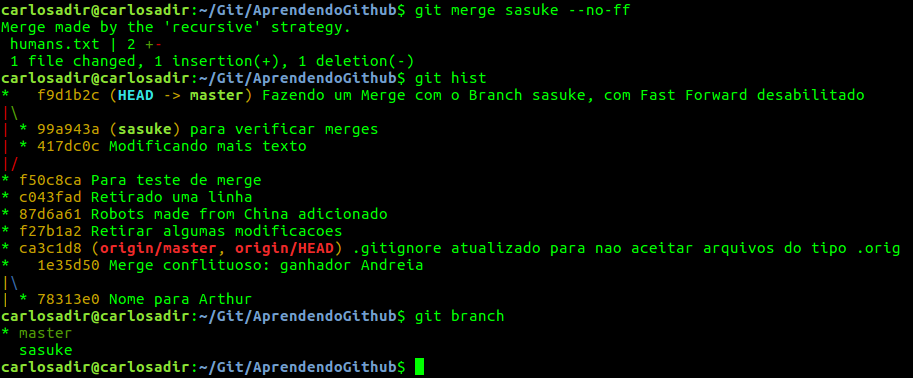 carlosadir@carlosadir:~/Git/AprendendoGithub$ git merge sasuke --no-ff
Merge made by the 'recursive' strategy.
 humans.txt | 2 +-
 1 file changed, 1 insertion(+), 1 deletion(-)
carlosadir@carlosadir:~/Git/AprendendoGithub$ git hist
*   f9d1b2c (HEAD -> master) Fazendo um Merge com o Branch sasuke, com Fast Forward desabilitado
|\
| * 99a943a (sasuke) para verificar merges
| * 417dc0c Modificando mais texto
|/
* f50c8ca Para teste de merge
* c043fad Retirado uma linha
* 87d6a61 Robots made from China adicionado
* f27b1a2 Retirar algumas modificacoes
* ca3c1d8 (origin/master, origin/HEAD) .gitignore atualizado para nao aceitar arquivos do tipo .orig
*   1e35d50 Merge conflituoso: ganhador Andreia
|\
| * 78313e0 Nome para Arthur
carlosadir@carlosadir:~/Git/AprendendoGithub$ git branch
* master
  sasuke
carlosadir@carlosadir:~/Git/AprendendoGithub$